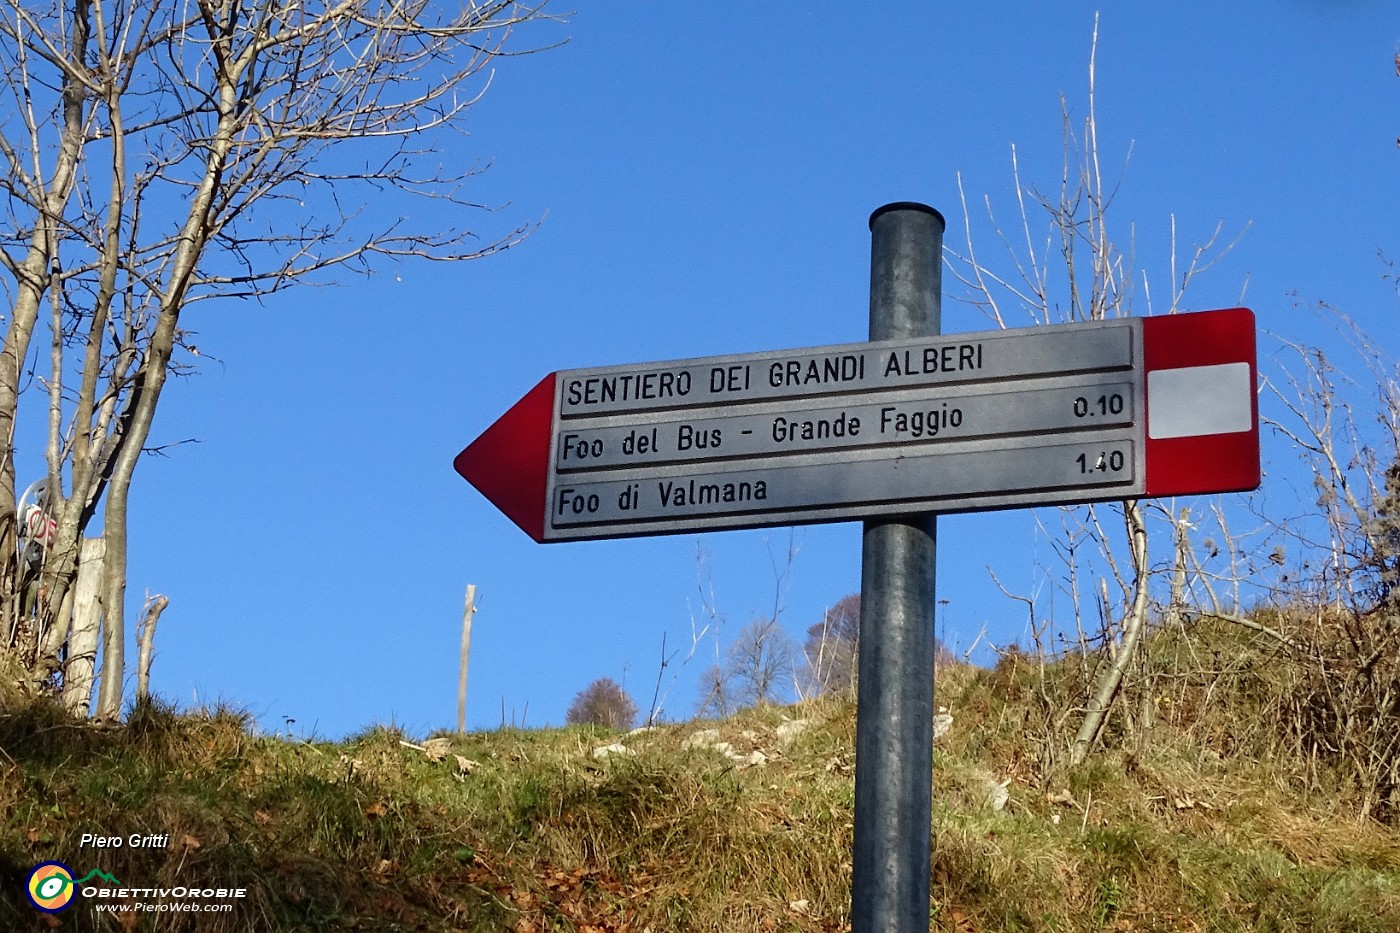 SENTIERO DEI GRANDI ALBERI
Foo del Bus - Grande Faggio 0.10
Foo di Valmana 1.40
Piero Gritti
ObiettivOrobie
www.PieroWeb.com